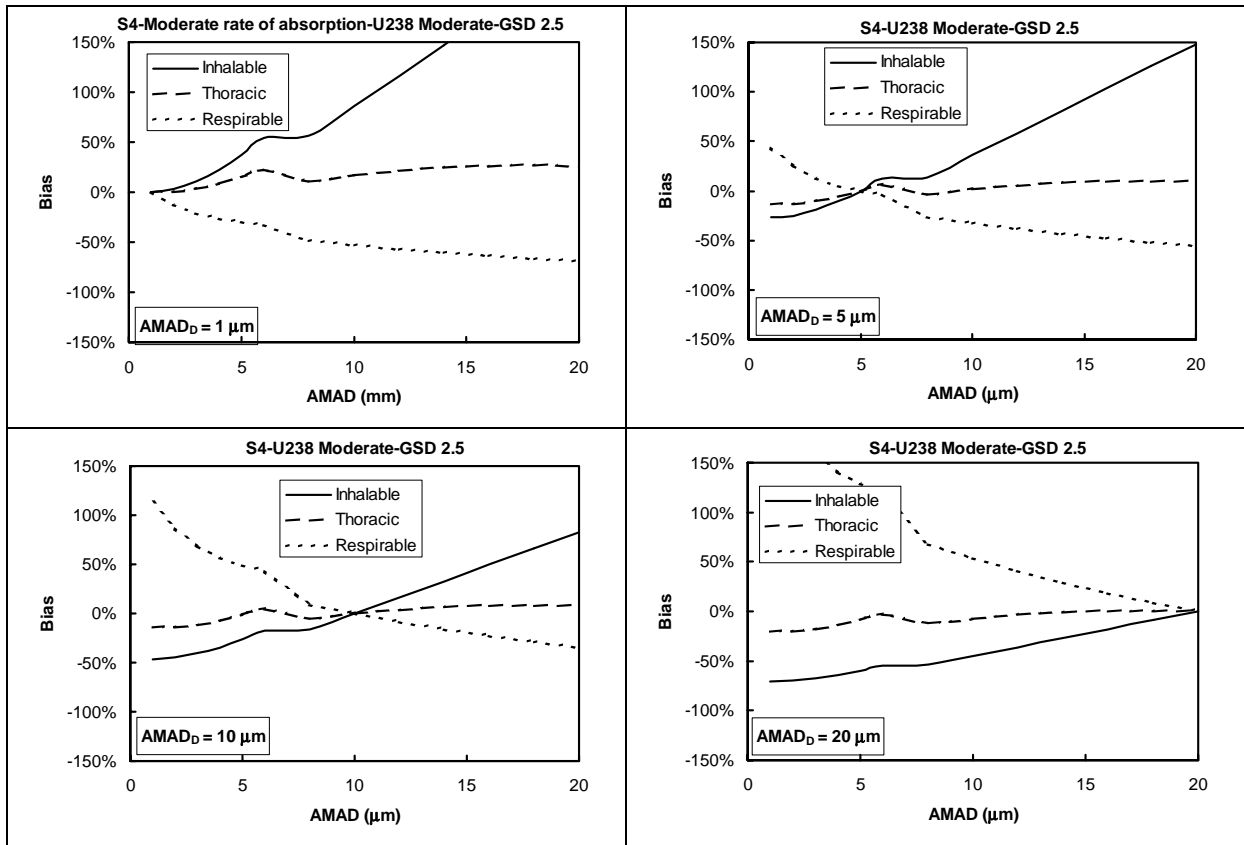 S4-Moderate rate of absorption-U238 Moderate-GSD 2.5
150%
100%
50%
0%
-50%
-100%
-150%
Bias
Inhalable
Thoracic
Respirable
AMAD_D = 1 µm
0 5 10 15 20
AMAD (mm)
S4-U238 Moderate-GSD 2.5
150%
100%
50%
0%
-50%
-100%
-150%
Bias
Inhalable
Thoracic
Respirable
AMAD_D = 5 µm
0 5 10 15 20
AMAD (µm)
S4-U238 Moderate-GSD 2.5
150%
100%
50%
0%
-50%
-100%
-150%
Bias
Inhalable
Thoracic
Respirable
AMAD_D = 10 µm
0 5 10 15 20
AMAD (µm)
S4-U238 Moderate-GSD 2.5
150%
100%
50%
0%
-50%
-100%
-150%
Bias
Inhalable
Thoracic
Respirable
AMAD_D = 20 µm
0 5 10 15 20
AMAD (µm)